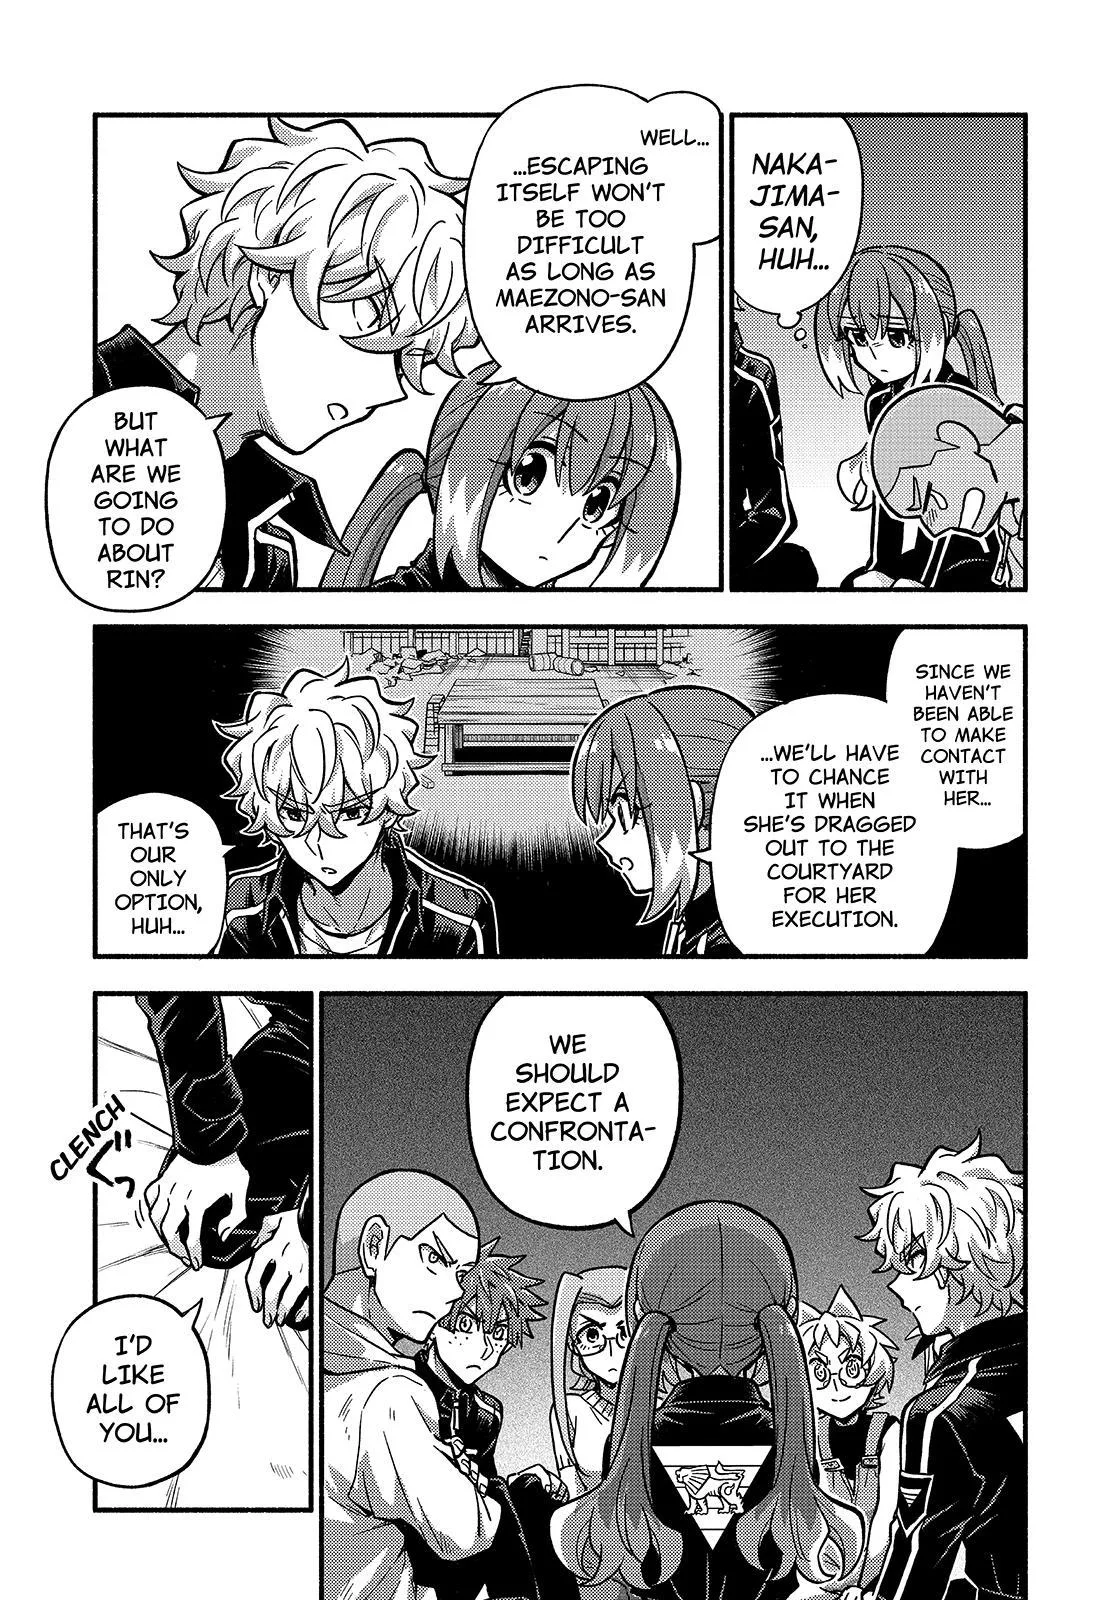 NAKA-
JIMA-
SAN,
HUH...
WELL...
...ESCAPING
ITSELF WON'T
BE TOO
DIFFICULT
AS LONG AS
MAEZONO-SAN
ARRIVES.
BUT
WHAT
ARE WE
GOING
TO DO
ABOUT
RIN?
SINCE WE
HAVEN'T
BEEN ABLE
TO MAKE
CONTACT
WITH
HER...
...WE'LL HAVE
TO CHANCE
IT WHEN
SHE'S DRAGGED
OUT TO THE
COURTYARD
FOR HER
EXECUTION.
THAT'S
OUR
ONLY
OPTION,
HUH...
WE
SHOULD
EXPECT A
CONFRONTA-
TION.
CLENCH
ぐ"
I'D
LIKE
ALL OF
YOU...